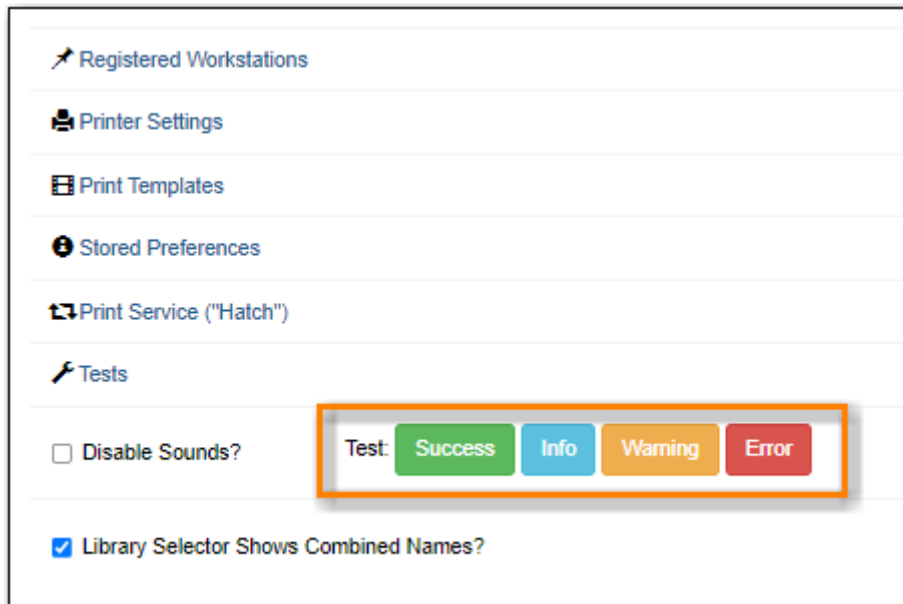 Registered Workstations
Printer Settings
Print Templates
Stored Preferences
Print Service ("Hatch")
Tests
Disable Sounds? Test: Success Info Warning Error
Library Selector Shows Combined Names?